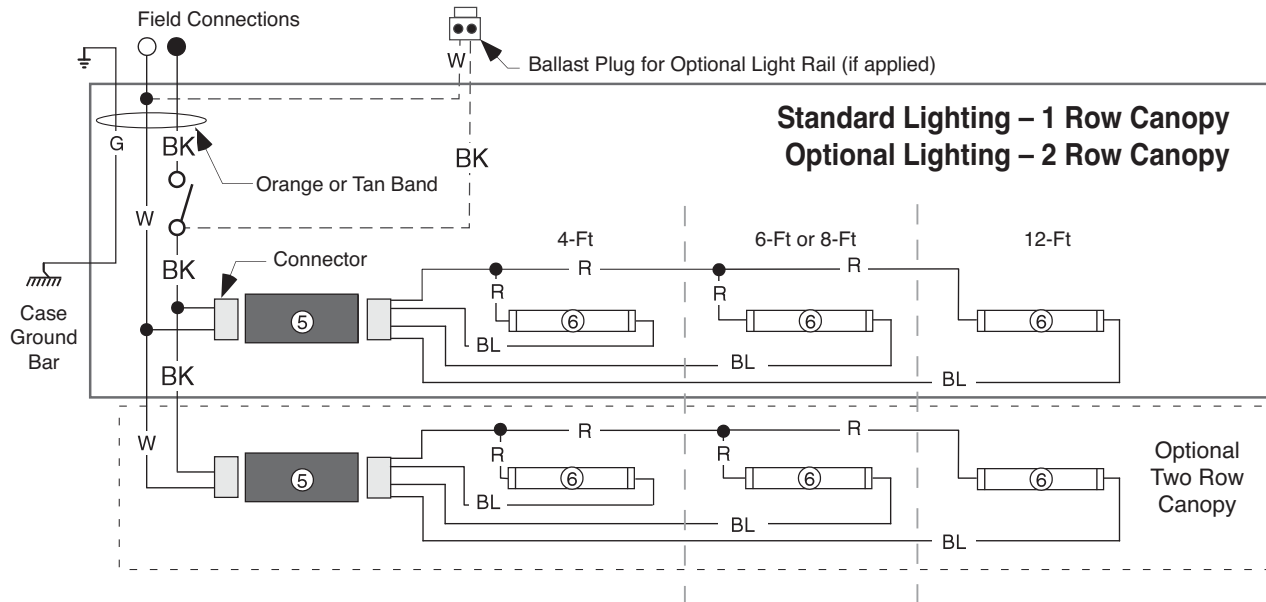 Field Connections
W
Ballast Plug for Optional Light Rail (if applied)
Standard Lighting – 1 Row Canopy
Optional Lighting – 2 Row Canopy
G
BK
BK
Orange or Tan Band
W
4-Ft
6-Ft or 8-Ft
12-Ft
BK
Connector
R
R
R
R
Case
Ground
Bar
5
6
6
6
BL
BL
BL
BK
W
R
R
R
R
Optional
Two Row
Canopy
5
6
6
6
BL
BL
BL